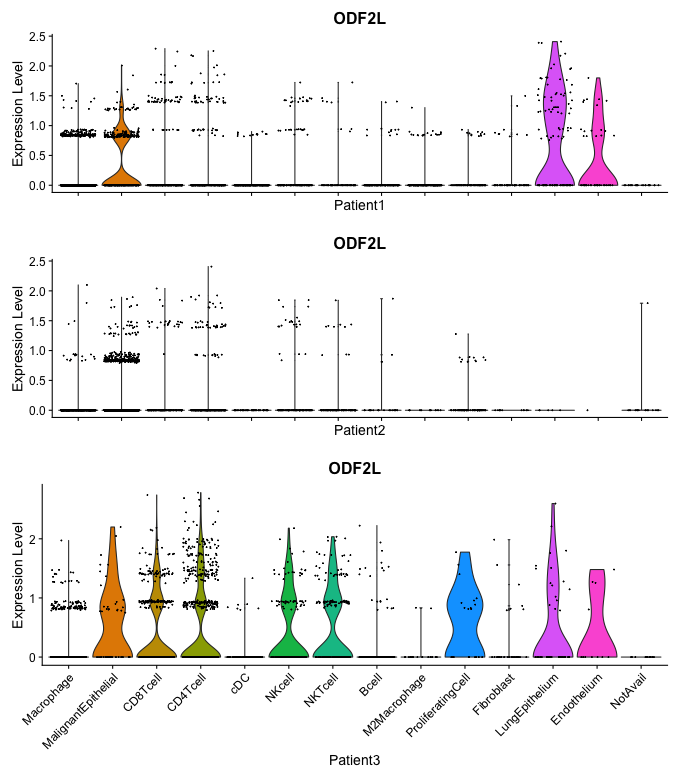 ODF2L
Expression Level
2.5
2.0
1.5
1.0
0.5
0.0
Patient1
ODF2L
Expression Level
2.5
2.0
1.5
1.0
0.5
0.0
Patient2
ODF2L
Expression Level
2
1
0
Macrophage
MalignantEpithelial
CD8Tcell
CD4Tcell
cDC
NKcell
NKTcell
Bcell
M2Macrophage
ProliferatingCell
Fibroblast
LungEpithelium
Endothelium
NotAvail
Patient3